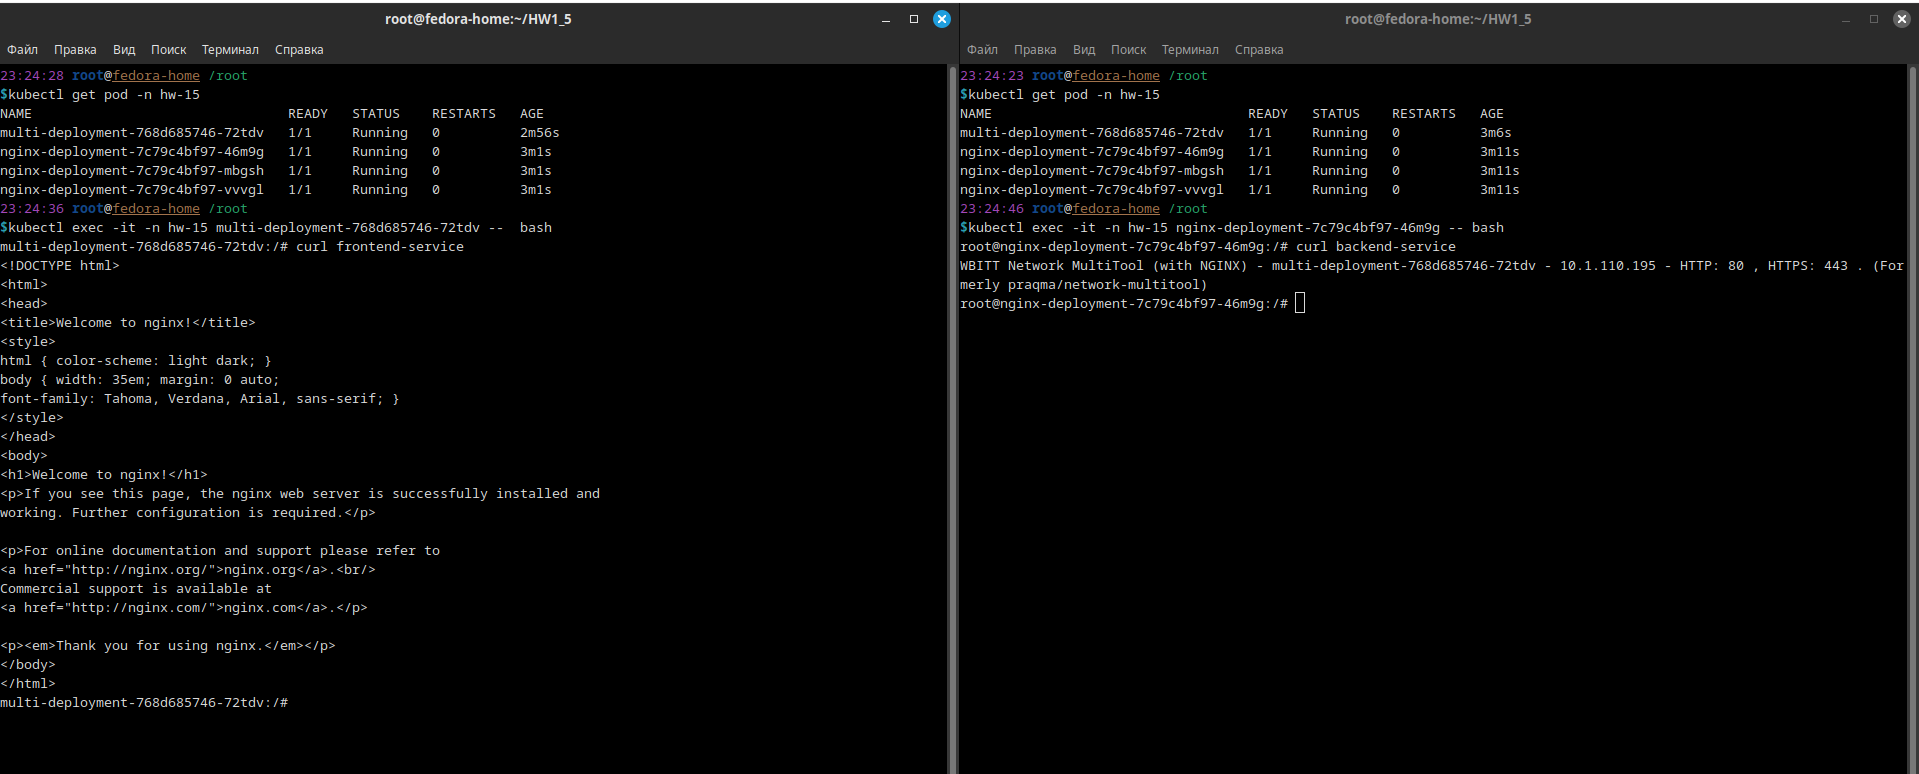 root@fedora-home:~/HW1_5
Файл Правка Вид Поиск Терминал Справка
23:24:28 root@fedora-home /root
$kubectl get pod -n hw-15
NAME READY STATUS RESTARTS AGE
multi-deployment-768d685746-72tdv 1/1 Running 0 2m56s
nginx-deployment-7c79c4bf97-46m9g 1/1 Running 0 3m1s
nginx-deployment-7c79c4bf97-mbgsh 1/1 Running 0 3m1s
nginx-deployment-7c79c4bf97-vvvgl 1/1 Running 0 3m1s
23:24:36 root@fedora-home /root
$kubectl exec -it -n hw-15 multi-deployment-768d685746-72tdv --  bash
multi-deployment-768d685746-72tdv:/# curl frontend-service
<!DOCTYPE html>
<html>
<head>
<title>Welcome to nginx!</title>
<style>
html { color-scheme: light dark; }
body { width: 35em; margin: 0 auto;
font-family: Tahoma, Verdana, Arial, sans-serif; }
</style>
</head>
<body>
<h1>Welcome to nginx!</h1>
<p>If you see this page, the nginx web server is successfully installed and
working. Further configuration is required.</p>
<p>For online documentation and support please refer to
<a href="http://nginx.org/">nginx.org</a>.<br/>
Commercial support is available at
<a href="http://nginx.com/">nginx.com</a>.</p>
<p><em>Thank you for using nginx.</em></p>
</body>
</html>
multi-deployment-768d685746-72tdv:/#
root@fedora-home:~/HW1_5
Файл Правка Вид Поиск Терминал Справка
23:24:23 root@fedora-home /root
$kubectl get pod -n hw-15
NAME READY STATUS RESTARTS AGE
multi-deployment-768d685746-72tdv 1/1 Running 0 3m6s
nginx-deployment-7c79c4bf97-46m9g 1/1 Running 0 3m11s
nginx-deployment-7c79c4bf97-mbgsh 1/1 Running 0 3m11s
nginx-deployment-7c79c4bf97-vvvgl 1/1 Running 0 3m11s
23:24:46 root@fedora-home /root
$kubectl exec -it -n hw-15 nginx-deployment-7c79c4bf97-46m9g -- bash
root@nginx-deployment-7c79c4bf97-46m9g:/# curl backend-service
WBITT Network MultiTool (with NGINX) - multi-deployment-768d685746-72tdv - 10.1.110.195 - HTTP: 80 , HTTPS: 443 . (For
merly praqma/network-multitool)
root@nginx-deployment-7c79c4bf97-46m9g:/#